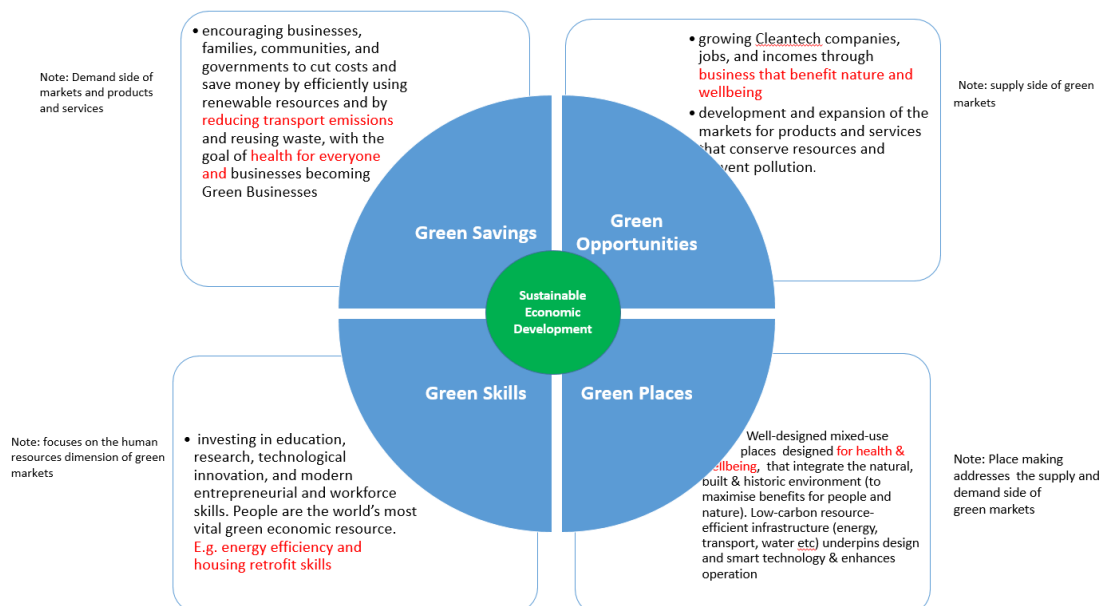 Note: Demand side of
markets and products
and services
• encouraging businesses,
families, communities, and
governments to cut costs and
save money by efficiently using
renewable resources and by
reducing transport emissions
and reusing waste, with the
goal of health for everyone
and businesses becoming
Green Businesses
• growing Cleantech companies,
jobs, and incomes through
business that benefit nature and
wellbeing
• development and expansion of the
markets for products and services
that conserve resources and
vent pollution.
Note: supply side of green
markets
Green Savings
Green
Opportunities
Sustainable
Economic
Development
Green Skills
Green Places
Note: focuses on the human
resources dimension of green
markets
• investing in education,
research, technological
innovation, and modern
entrepreneurial and workforce
skills. People are the world's most
vital green economic resource.
E.g. energy efficiency and
housing retrofit skills
Well-designed mixed-use
places designed for health &
ellbeing, that integrate the natural,
built & historic environment (to
maximise benefits for people and
nature). Low-carbon resource-
efficient infrastructure (energy,
transport, water etc) underpins design
and smart technology & enhances
operation
Note: Place making
addresses the supply and
demand side of
green markets